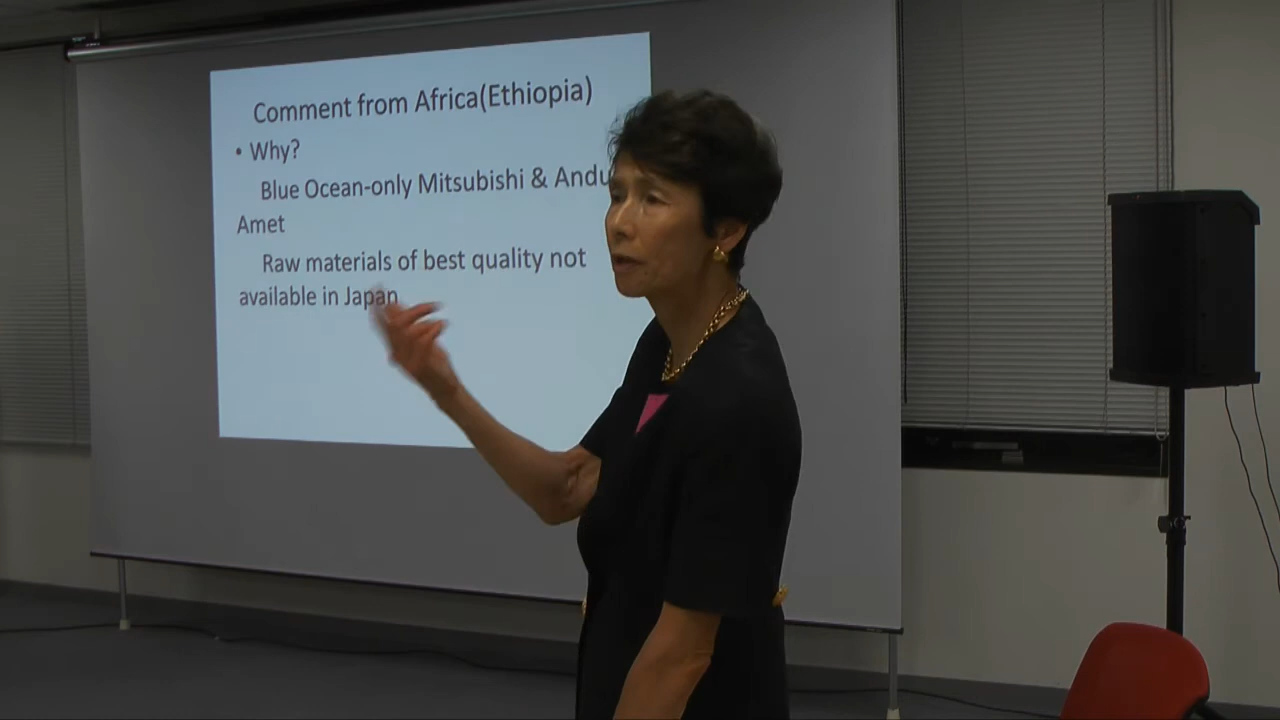 Comment from Africa(Ethiopia)
• Why?
Blue Ocean-only Mitsubishi & Andu
Amet
Raw materials of best quality not
available in Japan